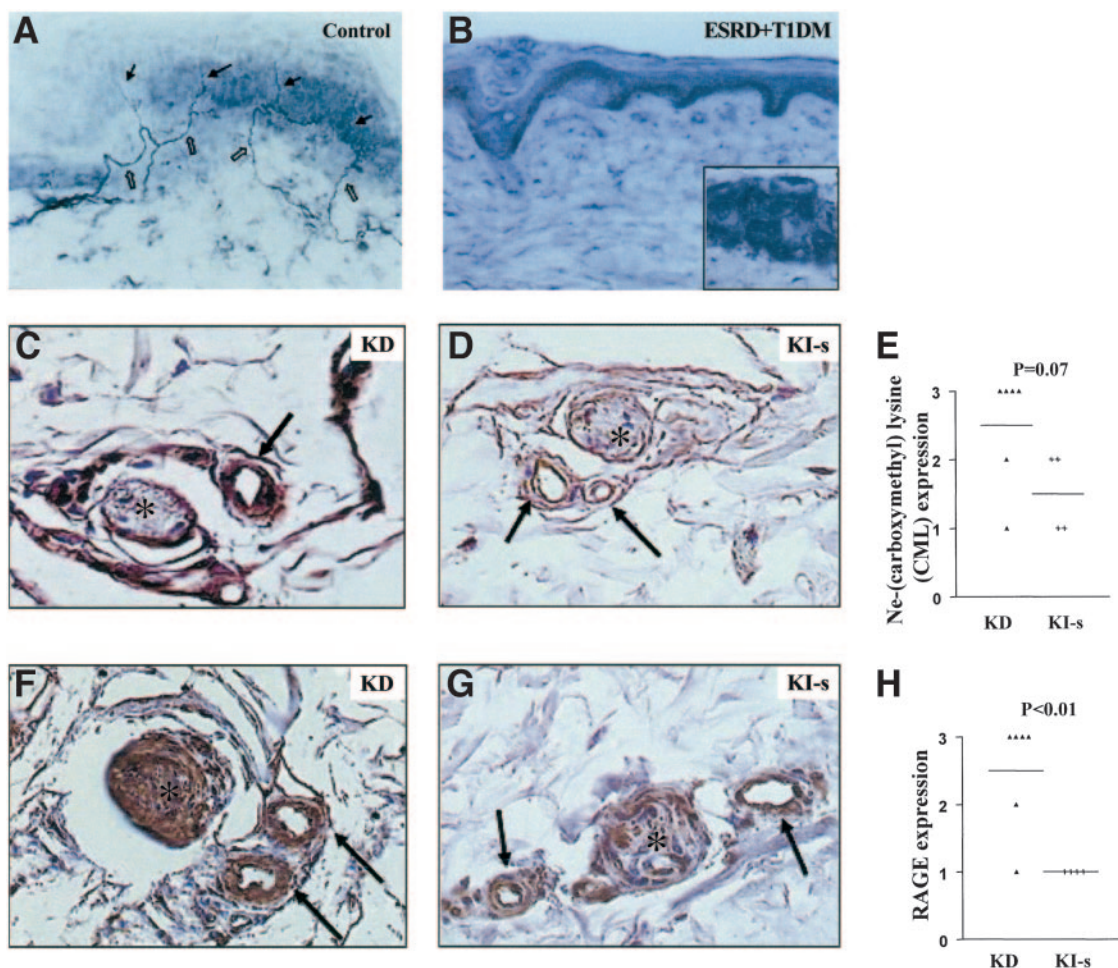 A
Control
B
ESRD+T1DM
C
KD
D
KI-s
E
P=0.07
3
2
1
0
Ne-(carboxymethyl) lysine
(CML) expression
KD
KI-s
F
KD
G
KI-s
H
P<0.01
3
2
1
0
RAGE expression
KD
KI-s